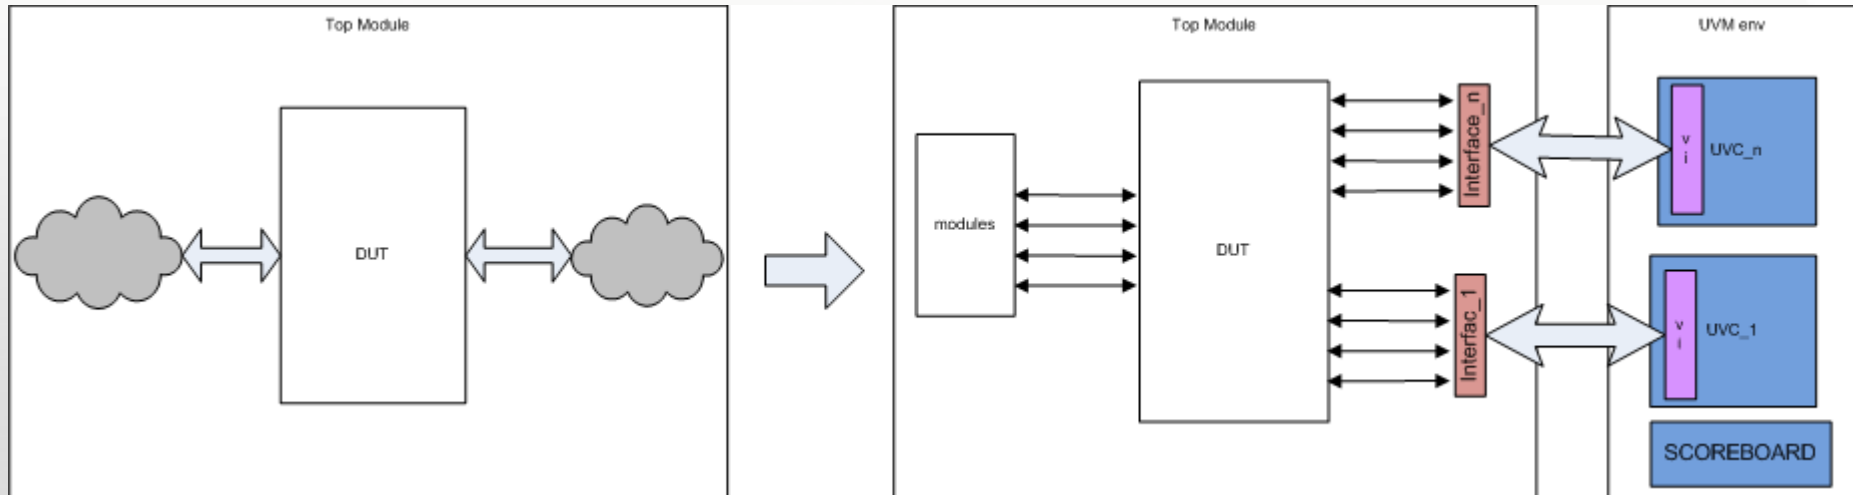 Top Module
DUT
Top Module
modules
DUT
Interface_n
Interfac_1
UVM env
v
i
UVC_n
v
i
UVC_1
SCOREBOARD